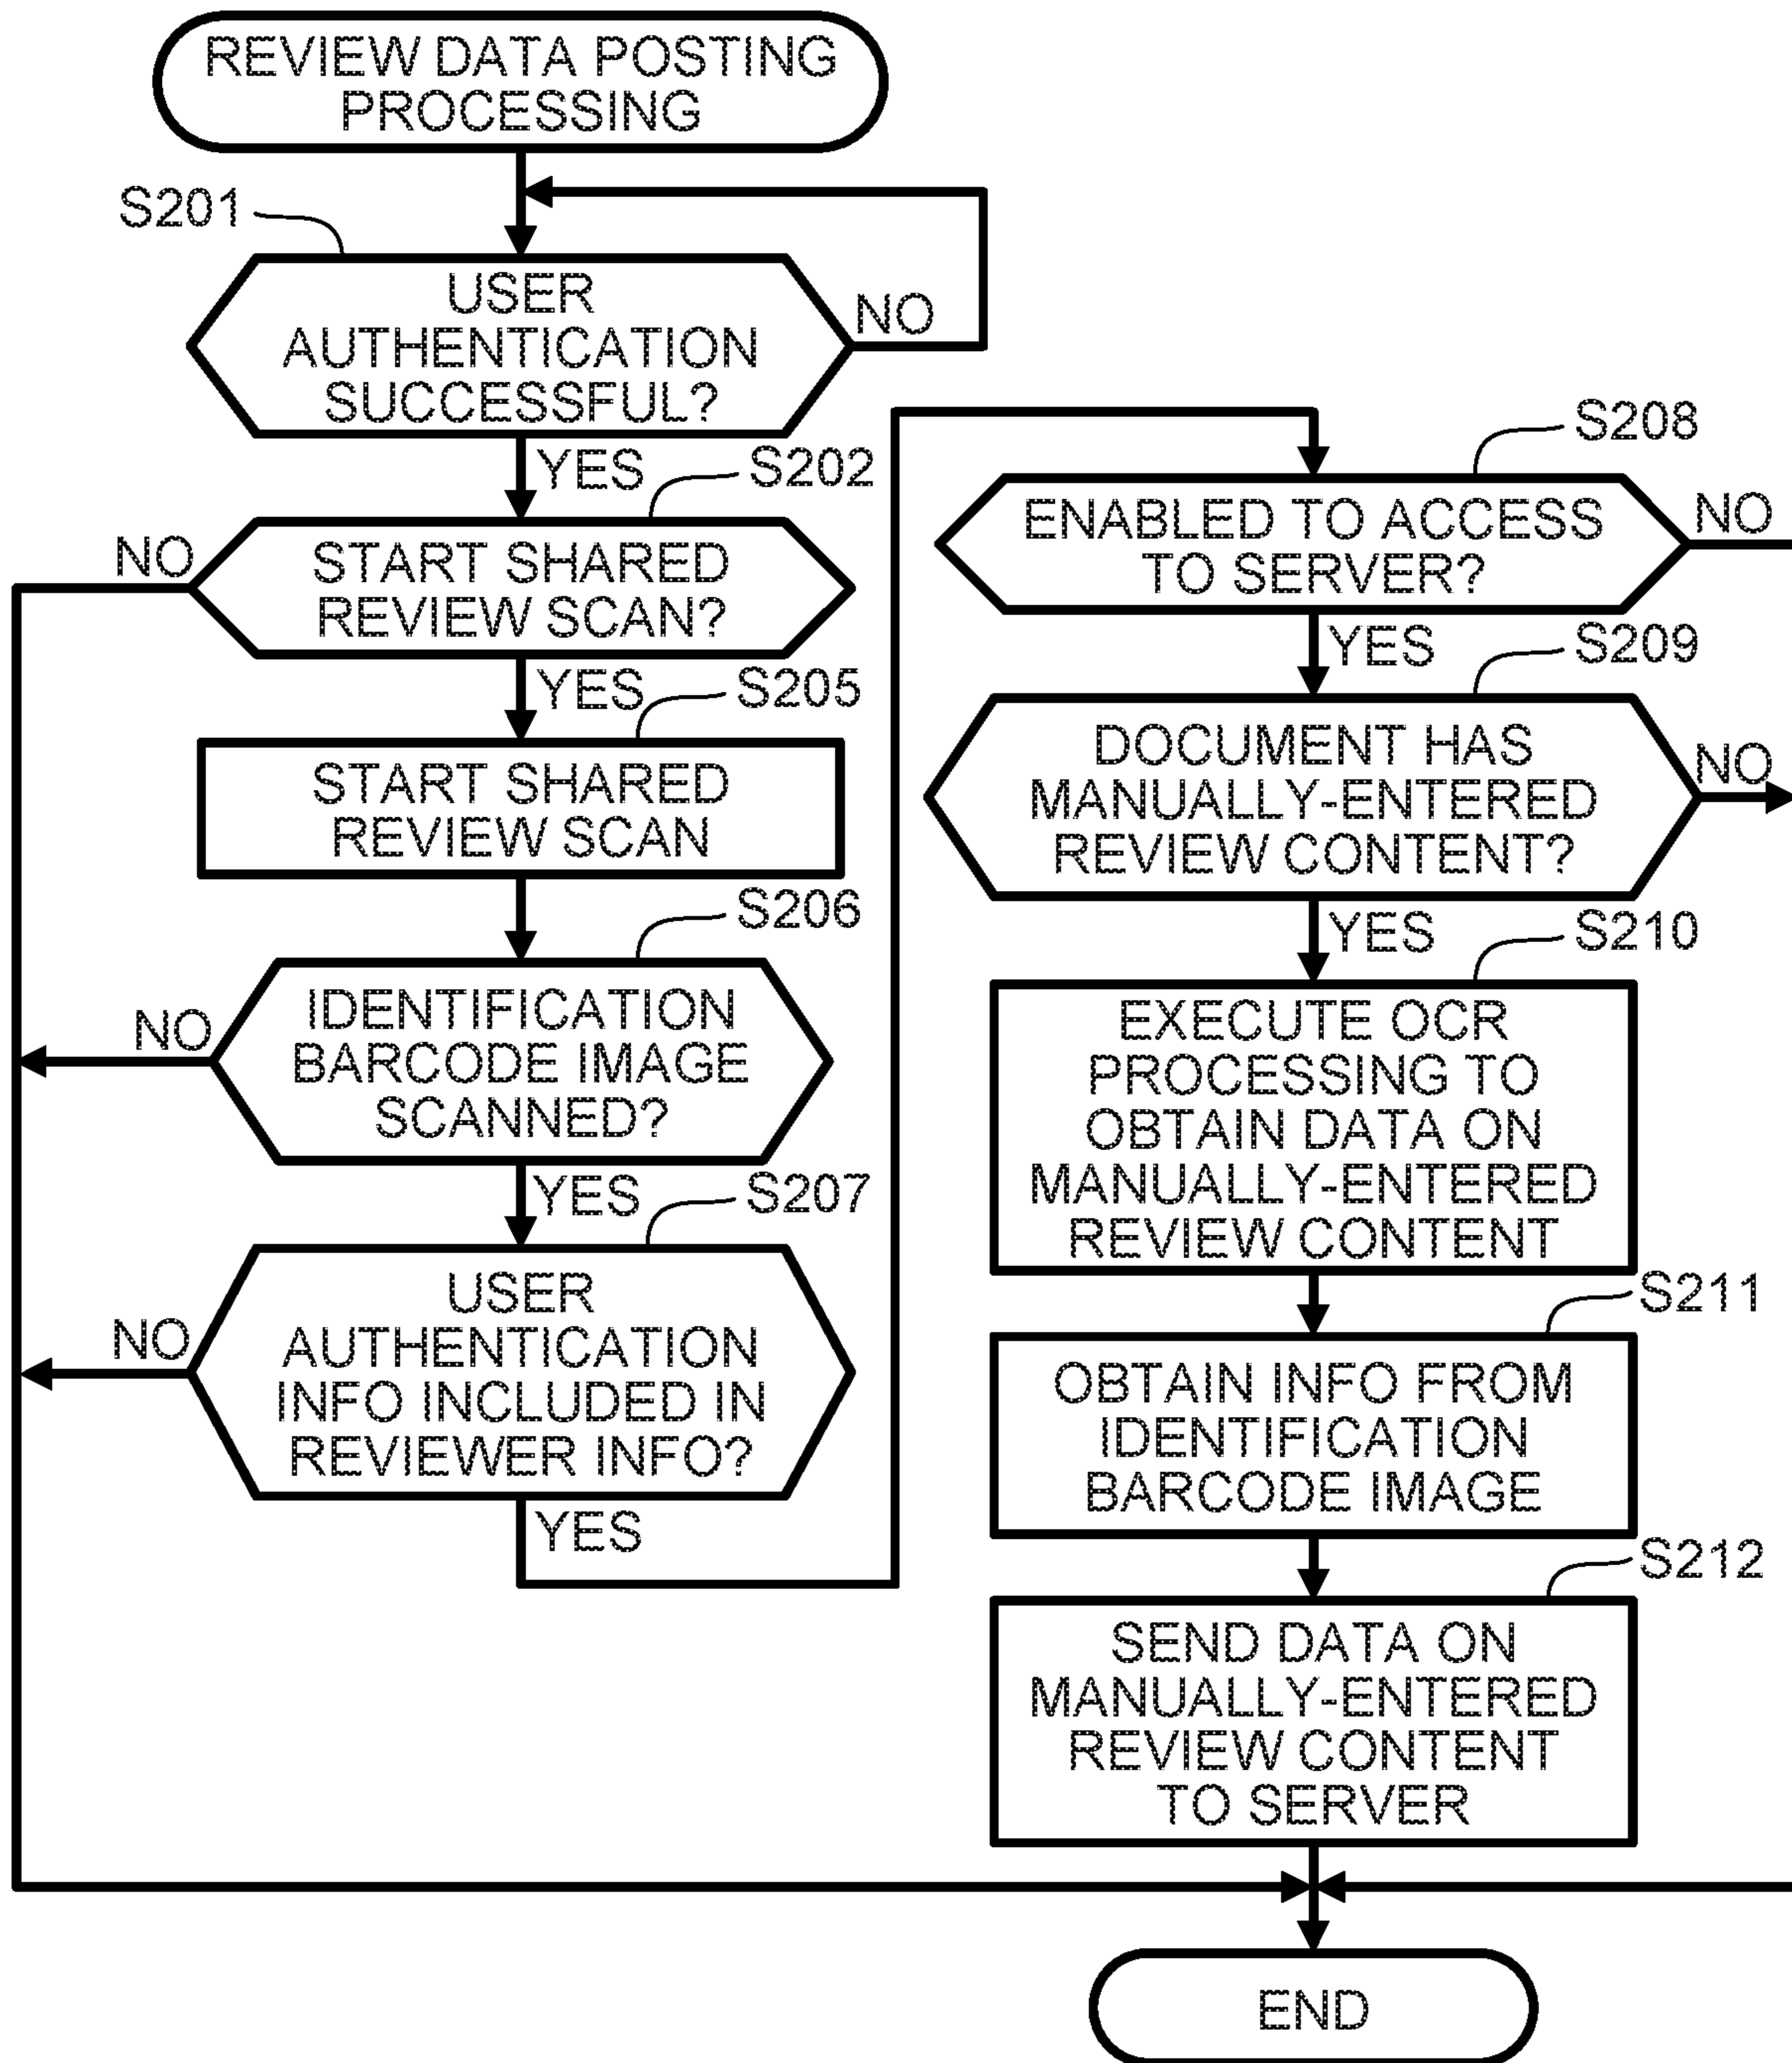 REVIEW DATA POSTING
PROCESSING
S201
USER
AUTHENTICATION
SUCCESSFUL?
NO
YES
S202
NO
START SHARED
REVIEW SCAN?
YES
S205
START SHARED
REVIEW SCAN
S206
NO
IDENTIFICATION
BARCODE IMAGE
SCANNED?
YES
S207
NO
USER
AUTHENTICATION
INFO INCLUDED IN
REVIEWER INFO?
YES
S208
ENABLED TO ACCESS
TO SERVER?
NO
YES
S209
DOCUMENT HAS
MANUALLY-ENTERED
REVIEW CONTENT?
NO
YES
S210
EXECUTE OCR
PROCESSING TO
OBTAIN DATA ON
MANUALLY-ENTERED
REVIEW CONTENT
S211
OBTAIN INFO FROM
IDENTIFICATION
BARCODE IMAGE
S212
SEND DATA ON
MANUALLY-ENTERED
REVIEW CONTENT
TO SERVER
END